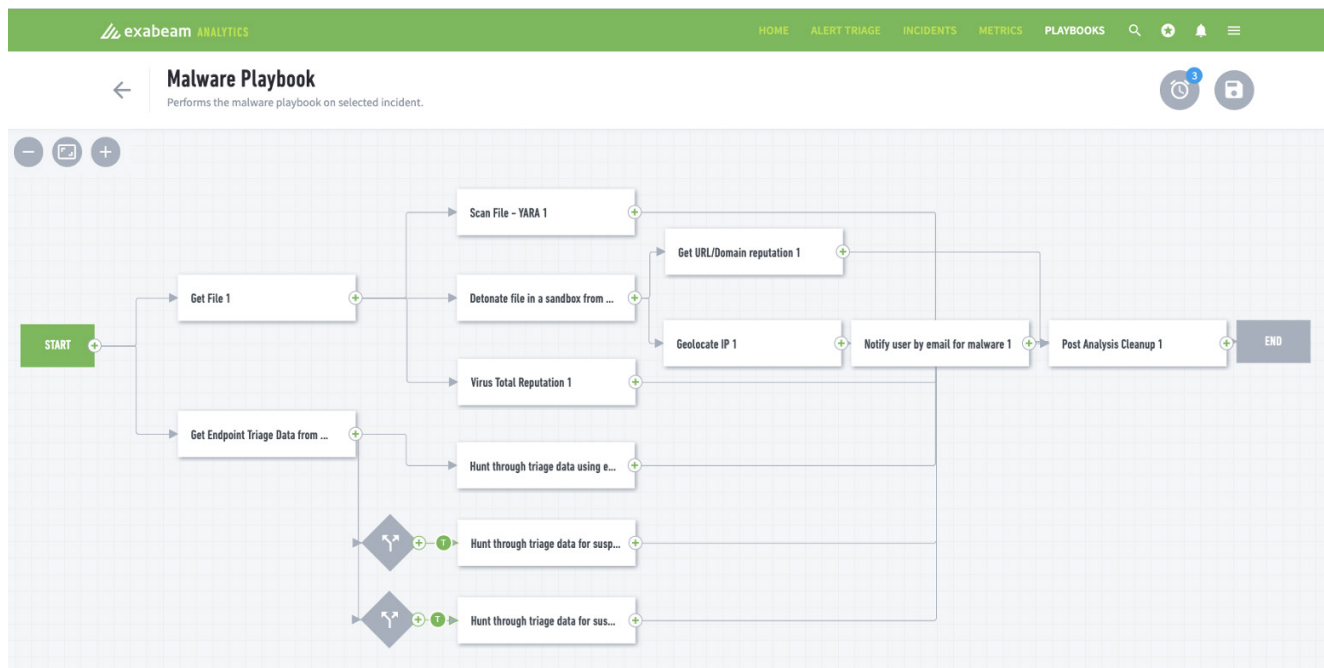 exabeam ANALYTICS
HOME ALERT TRIAGE INCIDENTS METRICS PLAYBOOKS
Malware Playbook
Performs the malware playbook on selected incident.
3
START
Get File 1
Get Endpoint Triage Data from ...
Scan File - YARA 1
Detonate file in a sandbox from ...
Virus Total Reputation 1
Hunt through triage data using e...
T
Hunt through triage data for susp...
T
Hunt through triage data for sus...
Get URL/Domain reputation 1
Geolocate IP 1
Notify user by email for malware 1
Post Analysis Cleanup 1
END